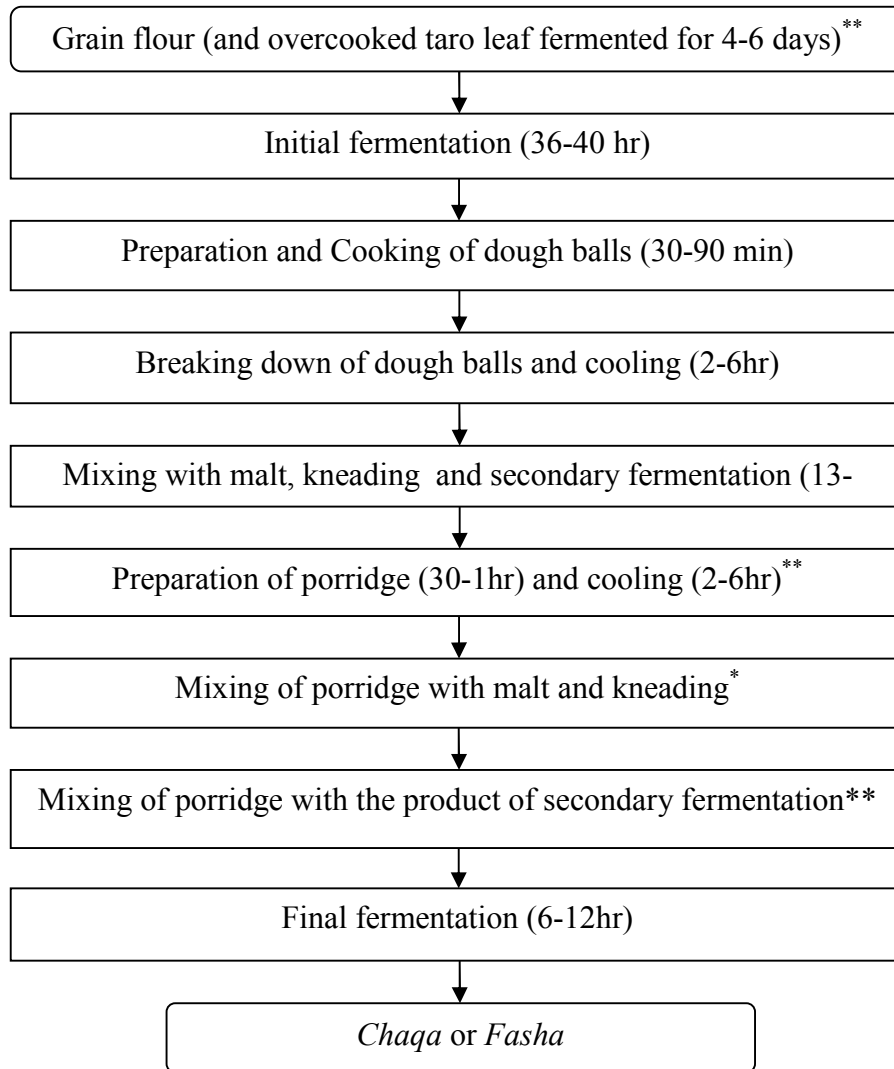 Grain flour (and overcooked taro leaf fermented for 4-6 days)**
Initial fermentation (36-40 hr)
Preparation and Cooking of dough balls (30-90 min)
Breaking down of dough balls and cooling (2-6hr)
Mixing with malt, kneading and secondary fermentation (13-
Preparation of porridge (30-1hr) and cooling (2-6hr)**
Mixing of porridge with malt and kneading*
Mixing of porridge with the product of secondary fermentation**
Final fermentation (6-12hr)
Chaqa or Fasha